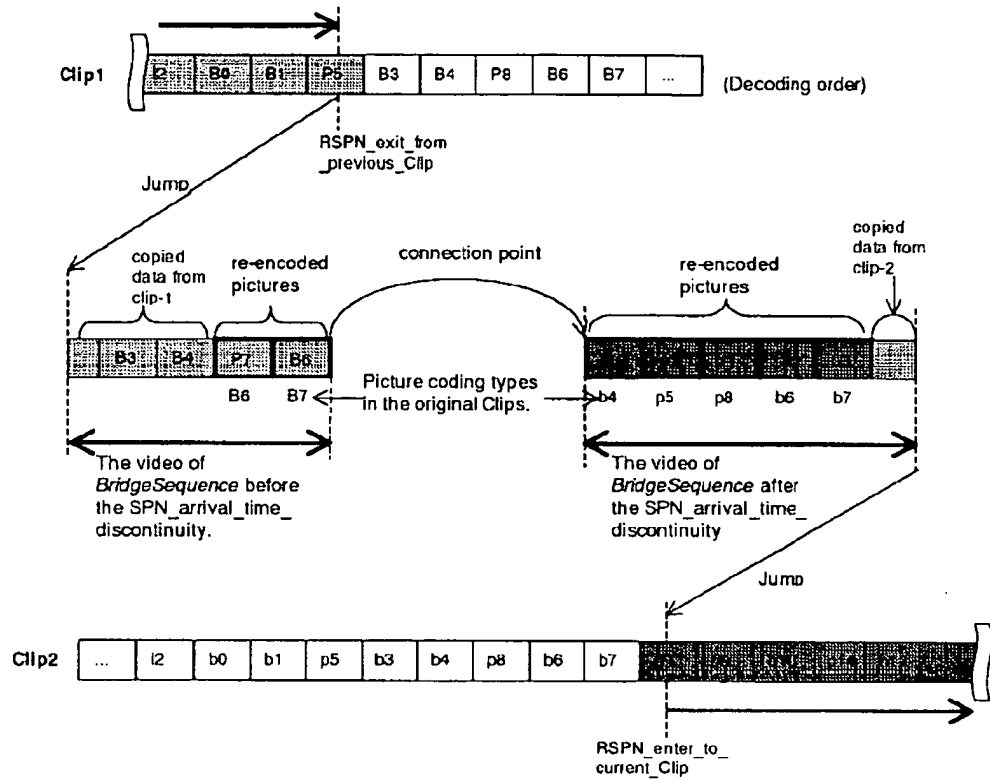 Clip1
I2 B0 B1 P5 B3 B4 P8 B6 B7 ...
(Decoding order)
RSPN_exit_from
_previous_Clip
Jump
copied
data from
clip-1
re-encoded
pictures
connection point
re-encoded
pictures
copied
data from
clip-2
B3 B4 P7 B6
B6 B7
Picture coding types
in the original Clips.
b4 p5 p8 b6 b7
The video of
BridgeSequence before
the SPN_arrival_time_
discontinuity.
The video of
BridgeSequence after
the SPN_arrival_time_
discontinuity
Jump
Clip2
... i2 b0 b1 p5 b3 b4 p8 b6 b7
RSPN_enter_to_
current_Clip